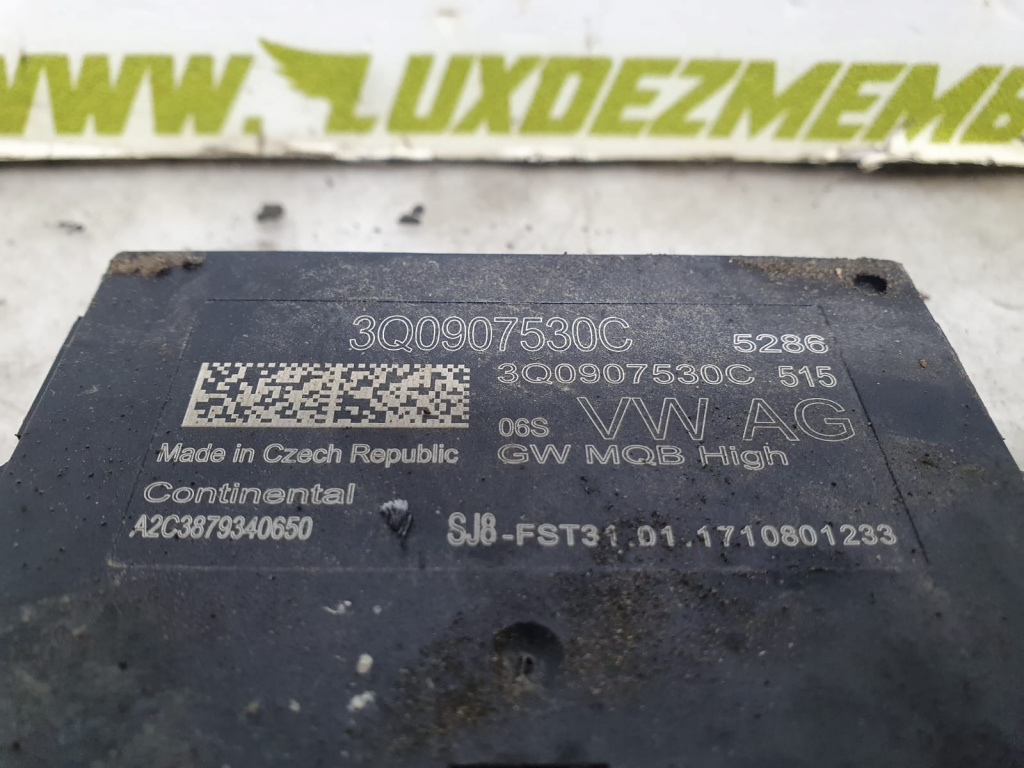 WWW. LUXDEZMEMB
3Q0907530C 5286
3Q0907530C 515
06S VW AG
Made in Czech Republic GW MQB High
Continental
A2C3879340650 SJ8-FST31.01.1710801233